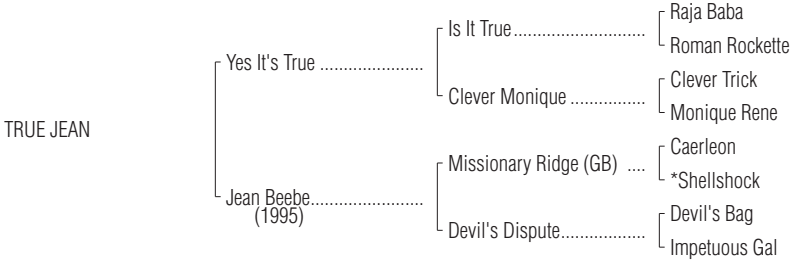 Raja Baba
Is It True............................
Roman Rockette
Yes It's True ......................
Clever Trick
Clever Monique ................
Monique Rene
TRUE JEAN
Caerleon
Missionary Ridge (GB) ....
*Shellshock
Jean Beebe........................
(1995)
Devil's Bag
Devil's Dispute..................
Impetuous Gal